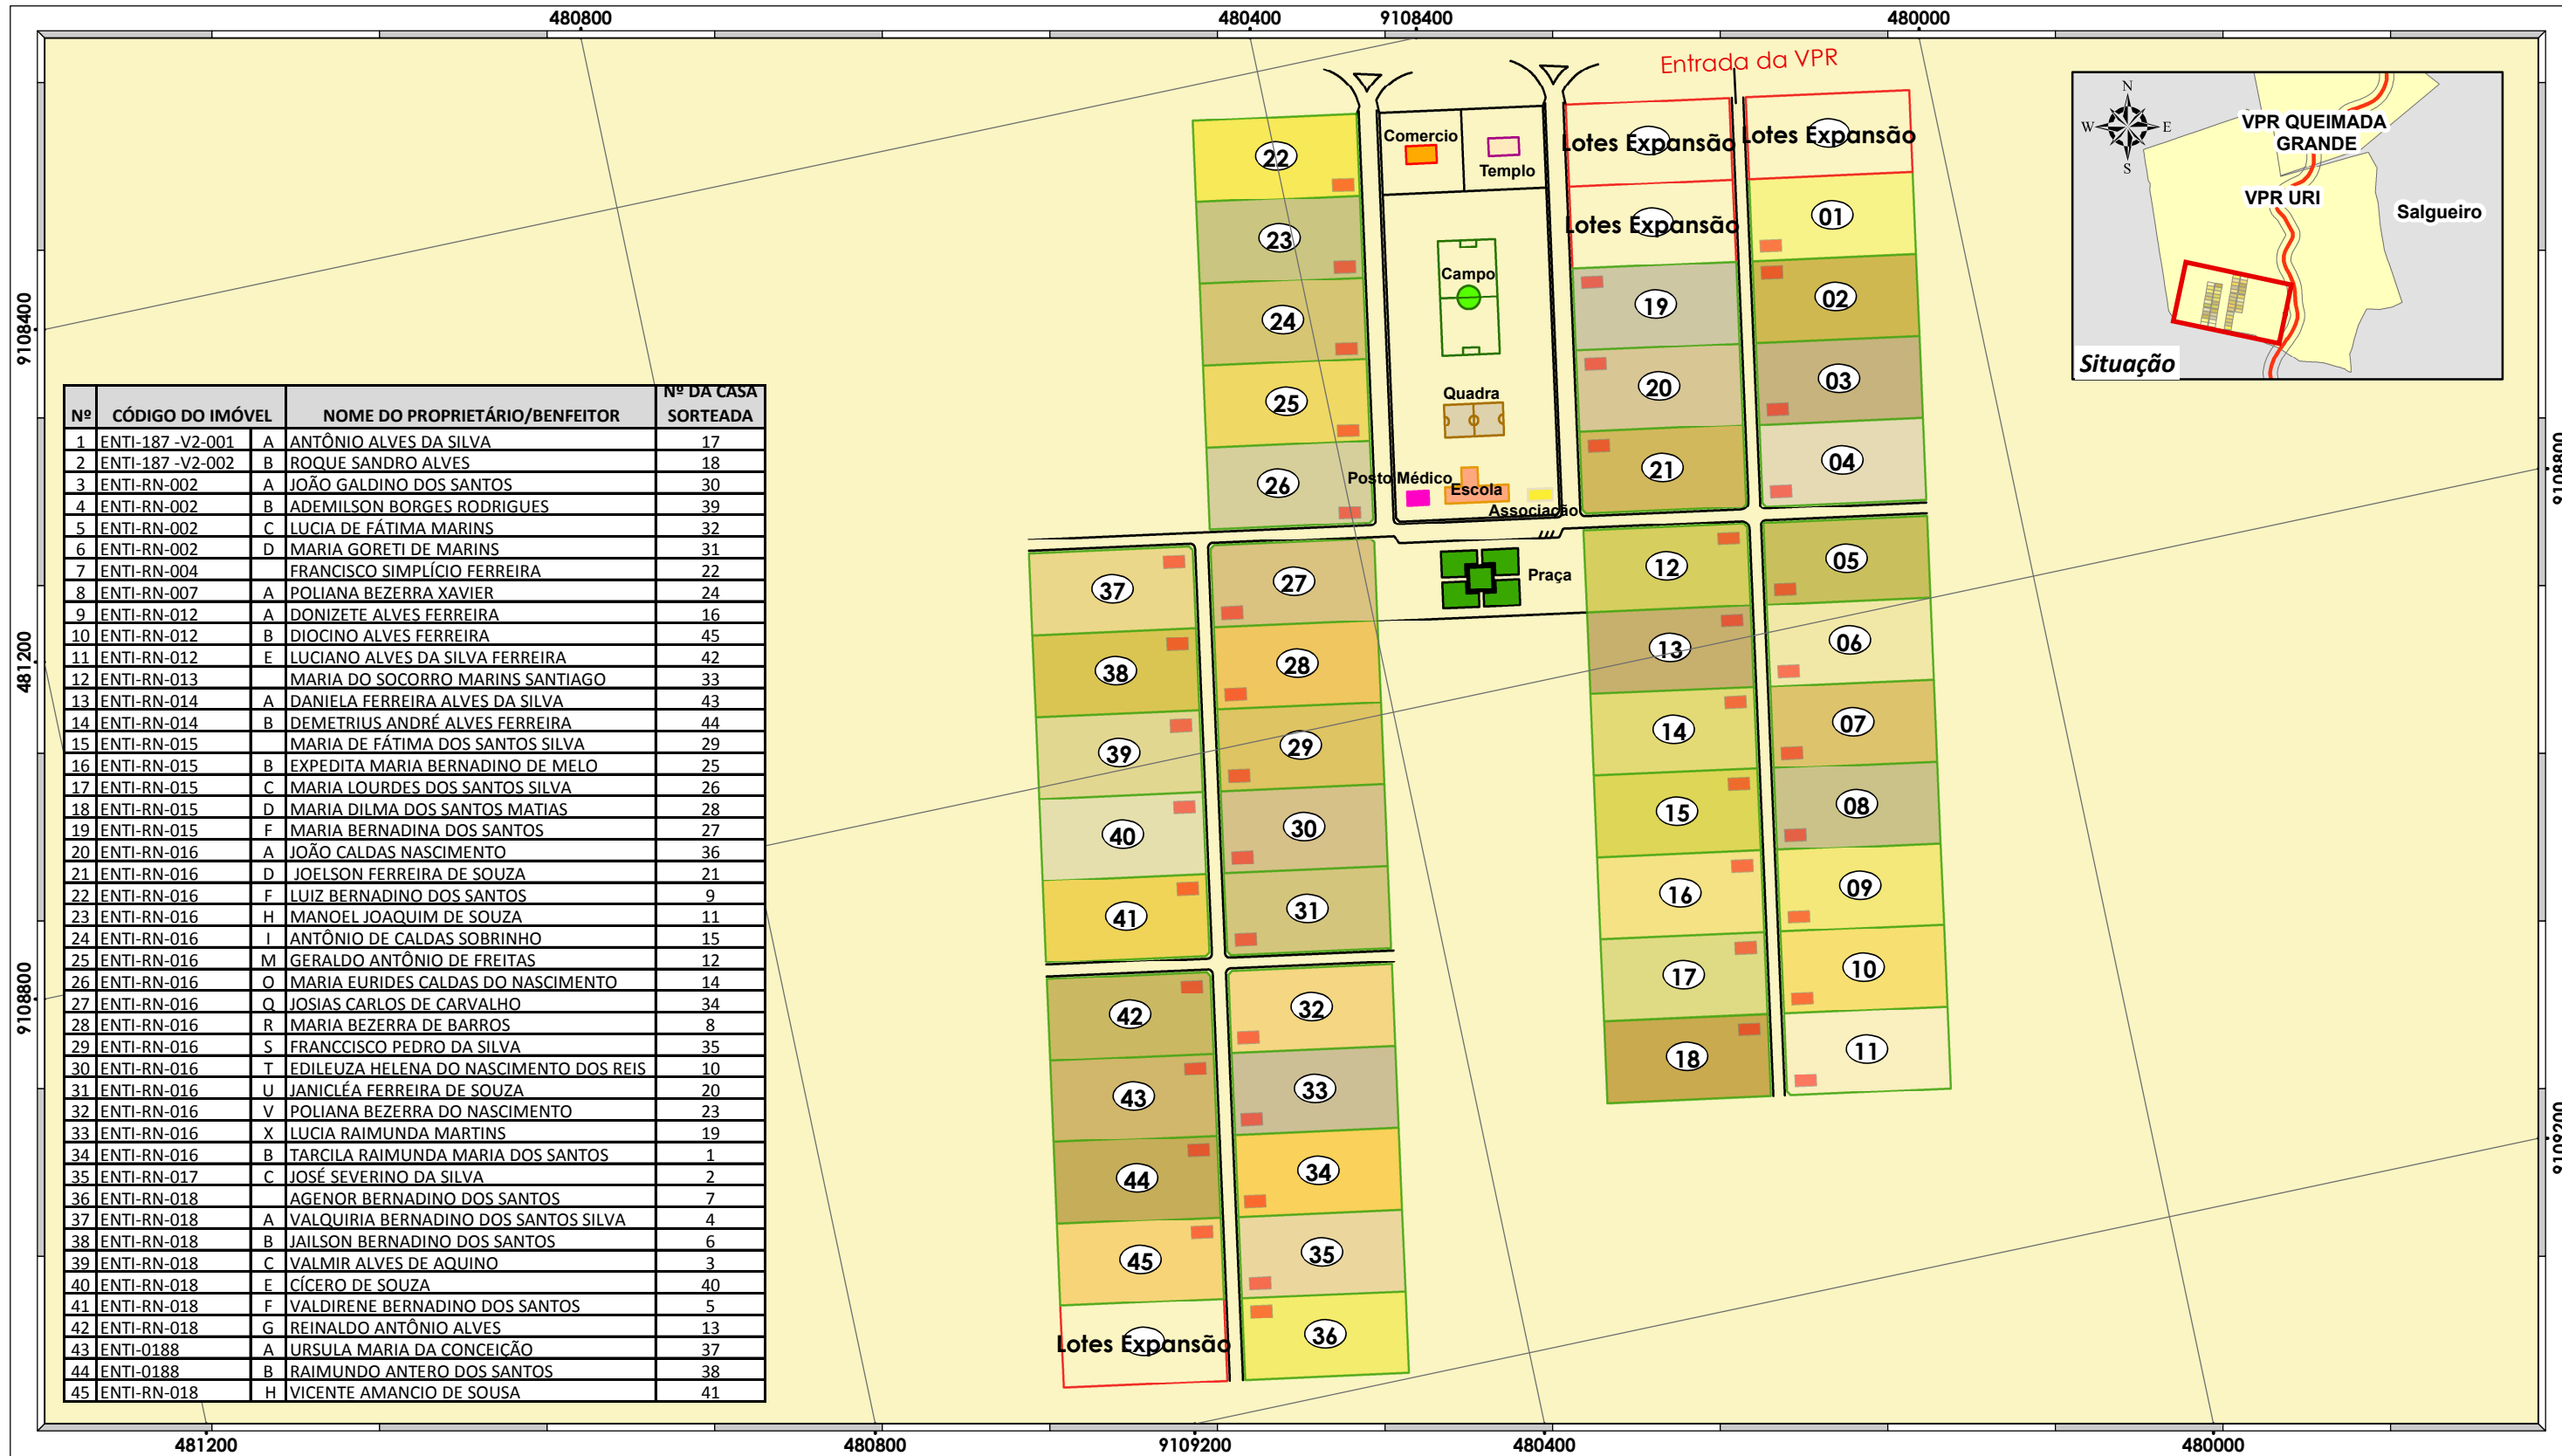 480800 480400 9108400 480000
Entrada da VPR
N
W E
S
VPR QUEIMADA
GRANDE
VPR URI
Salgueiro
Situação
Comercio
Templo
Lotes Expansão
Lotes Expansão
Lotes Expansão
22
23
24
25
26
Campo
Quadra
Posto Médico
Escola
Associação
Praça
01
02
03
04
19
20
21
05
06
07
08
09
10
11
12
13
14
15
16
17
18
37
38
39
40
41
27
28
29
30
31
42
43
44
45
Lotes Expansão
32
33
34
35
36
9108400
481200
9108800
9108800
9109200
Nº CÓDIGO DO IMÓVEL NOME DO PROPRIETÁRIO/BENFEITOR Nº DA CASA
SORTEADA
1 ENTI-187 -V2-001 A ANTÔNIO ALVES DA SILVA 17
2 ENTI-187 -V2-002 B ROQUE SANDRO ALVES 18
3 ENTI-RN-002 A JOÃO GALDINO DOS SANTOS 30
4 ENTI-RN-002 B ADEMILSON BORGES RODRIGUES 39
5 ENTI-RN-002 C LUCIA DE FÁTIMA MARINS 32
6 ENTI-RN-002 D MARIA GORETI DE MARINS 31
7 ENTI-RN-004 FRANCISCO SIMPLÍCIO FERREIRA 22
8 ENTI-RN-007 A POLIANA BEZERRA XAVIER 24
9 ENTI-RN-012 A DONIZETE ALVES FERREIRA 16
10 ENTI-RN-012 B DIOCINO ALVES FERREIRA 45
11 ENTI-RN-012 E LUCIANO ALVES DA SILVA FERREIRA 42
12 ENTI-RN-013 MARIA DO SOCORRO MARINS SANTIAGO 33
13 ENTI-RN-014 A DANIELA FERREIRA ALVES DA SILVA 43
14 ENTI-RN-014 B DEMETRIUS ANDRÉ ALVES FERREIRA 44
15 ENTI-RN-015 MARIA DE FÁTIMA DOS SANTOS SILVA 29
16 ENTI-RN-015 B EXPEDITA MARIA BERNADINO DE MELO 25
17 ENTI-RN-015 C MARIA LOURDES DOS SANTOS SILVA 26
18 ENTI-RN-015 D MARIA DILMA DOS SANTOS MATIAS 28
19 ENTI-RN-015 F MARIA BERNADINA DOS SANTOS 27
20 ENTI-RN-016 A JOÃO CALDAS NASCIMENTO 36
21 ENTI-RN-016 D JOELSON FERREIRA DE SOUZA 21
22 ENTI-RN-016 F LUIZ BERNADINO DOS SANTOS 9
23 ENTI-RN-016 H MANOEL JOAQUIM DE SOUZA 11
24 ENTI-RN-016 I ANTÔNIO DE CALDAS SOBRINHO 15
25 ENTI-RN-016 M GERALDO ANTÔNIO DE FREITAS 12
26 ENTI-RN-016 O MARIA EURIDES CALDAS DO NASCIMENTO 14
27 ENTI-RN-016 Q JOSIAS CARLOS DE CARVALHO 34
28 ENTI-RN-016 R MARIA BEZERRA DE BARROS 8
29 ENTI-RN-016 S FRANCCISCO PEDRO DA SILVA 35
30 ENTI-RN-016 T EDILEUZA HELENA DO NASCIMENTO DOS REIS 10
31 ENTI-RN-016 U JANICLÉA FERREIRA DE SOUZA 20
32 ENTI-RN-016 V POLIANA BEZERRA DO NASCIMENTO 23
33 ENTI-RN-016 X LUCIA RAIMUNDA MARTINS 19
34 ENTI-RN-016 B TARCILA RAIMUNDA MARIA DOS SANTOS 1
35 ENTI-RN-017 C JOSÉ SEVERINO DA SILVA 2
36 ENTI-RN-018 AGENOR BERNADINO DOS SANTOS 7
37 ENTI-RN-018 A VALQUIRIA BERNADINO DOS SANTOS SILVA 4
38 ENTI-RN-018 B JAILSON BERNADINO DOS SANTOS 6
39 ENTI-RN-018 C VALMIR ALVES DE AQUINO 3
40 ENTI-RN-018 E CÍCERO DE SOUZA 40
41 ENTI-RN-018 F VALDIRENE BERNADINO DOS SANTOS 5
42 ENTI-RN-018 G REINALDO ANTÔNIO ALVES 13
43 ENTI-0188 A URSULA MARIA DA CONCEIÇÃO 37
44 ENTI-0188 B RAIMUNDO ANTERO DOS SANTOS 38
45 ENTI-RN-018 H VICENTE AMANCIO DE SOUSA 41
481200 480800 9109200 480400 480000